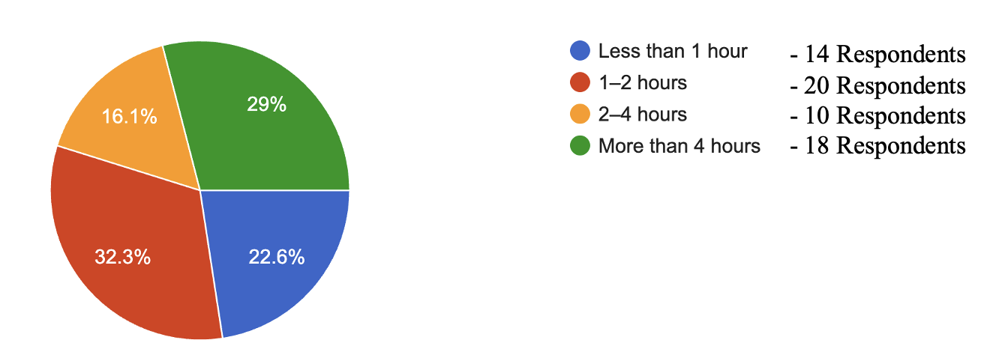 29%
16.1%
32.3%
22.6%
Less than 1 hour - 14 Respondents
1–2 hours - 20 Respondents
2–4 hours - 10 Respondents
More than 4 hours - 18 Respondents